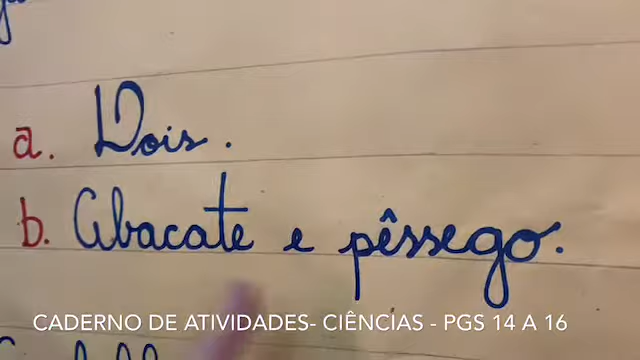 a. Dois.
b. Abacate e pêssego.
CADERNO DE ATIVIDADES- CIÊNCIAS - PGS 14 A 16